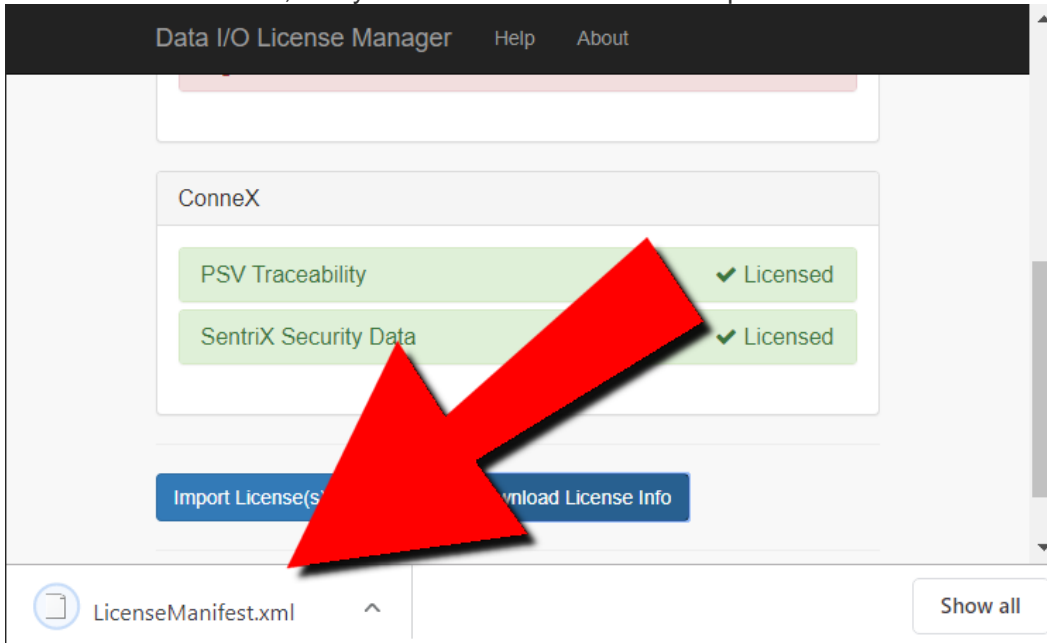 Data I/O License Manager Help About
ConneX
PSV Traceability ✔ Licensed
SentriX Security Data ✔ Licensed
Import License(s) Download License Info
LicenseManifest.xml
Show all